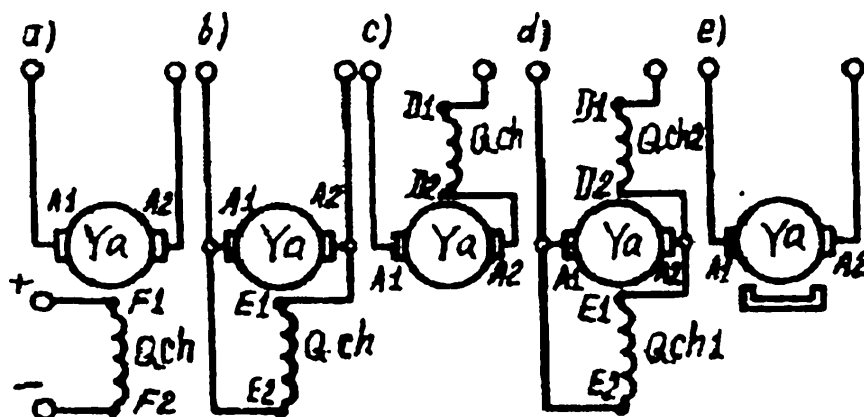 a) b) c) d) e)
D1 Qch D2
D1 Qch2 D2
A1 Ya A2
A1 Ya A2
Ya A1 A2
Ya A1 A2
Ya A1 A2
+ F1 Qch − F2
E1 Qch E2
E1 Qch1 E2